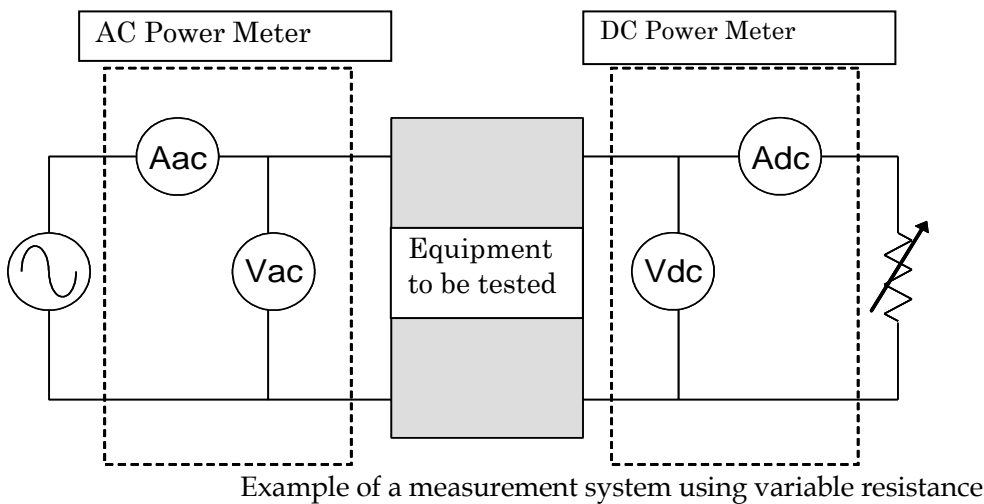 AC Power Meter
DC Power Meter
Aac
Adc
Vac
Equipment
to be tested
Vdc
Example of a measurement system using variable resistance